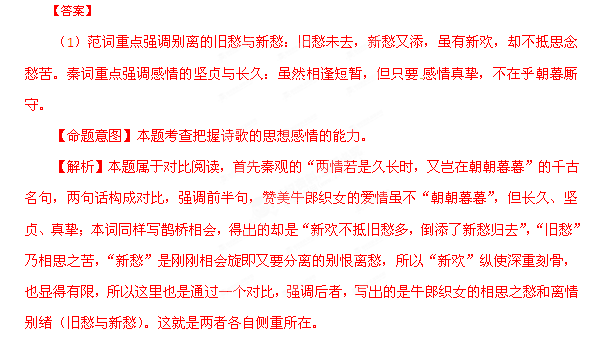 【答案】
（1）范词重点强调别离的旧愁与新愁：旧愁未去，新愁又添，虽有新欢，却不抵思念
愁苦。秦词重点强调感情的坚贞与长久：虽然相逢短暂，但只要感情真挚，不在乎朝暮厮
守。
【命题意图】本题考查把握诗歌的思想感情的能力。
【解析】本题属于对比阅读，首先秦观的“两情若是久长时，又岂在朝朝暮暮”的千古
名句，两句话构成对比，强调前半句，赞美牛郎织女的爱情虽不“朝朝暮暮”，但长久、坚
贞、真挚；本词同样写鹊桥相会，得出的却是“新欢不抵旧愁多，倒添了新愁归去”，“旧愁”
乃相思之苦，“新愁”是刚刚相会旋即又要分离的别恨离愁，所以“新欢”纵使深重刻骨，
也显得有限，所以这里也是通过一个对比，强调后者，写出的是牛郎织女的相思之愁和离情
别绪（旧愁与新愁）。这就是两者各自侧重所在。